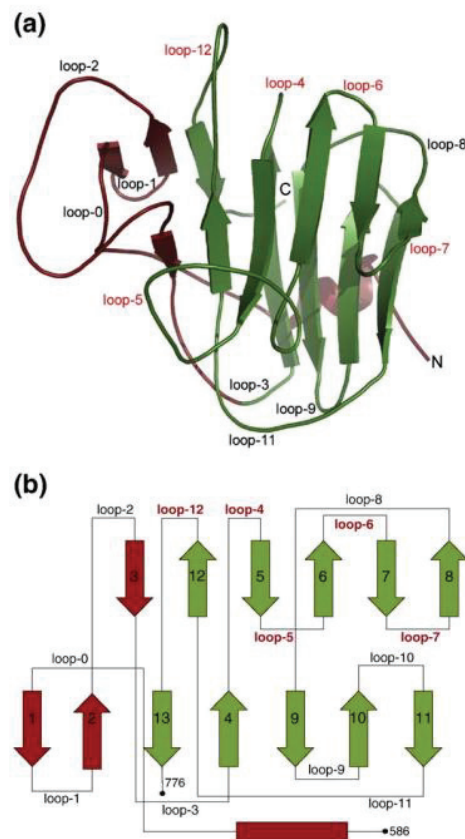 (a)
loop-12
loop-2
loop-4
loop-6
loop-8
loop-1
C
loop-0
loop-7
loop-5
N
loop-3
loop-9
loop-11
(b)
loop-8
loop-2 loop-12 loop-4
loop-6
3 12 5 6 7 8
loop-5 loop-7
loop-0 loop-10
1 2 13 4 9 10 11
loop-9
776
loop-1
loop-3 loop-11
586